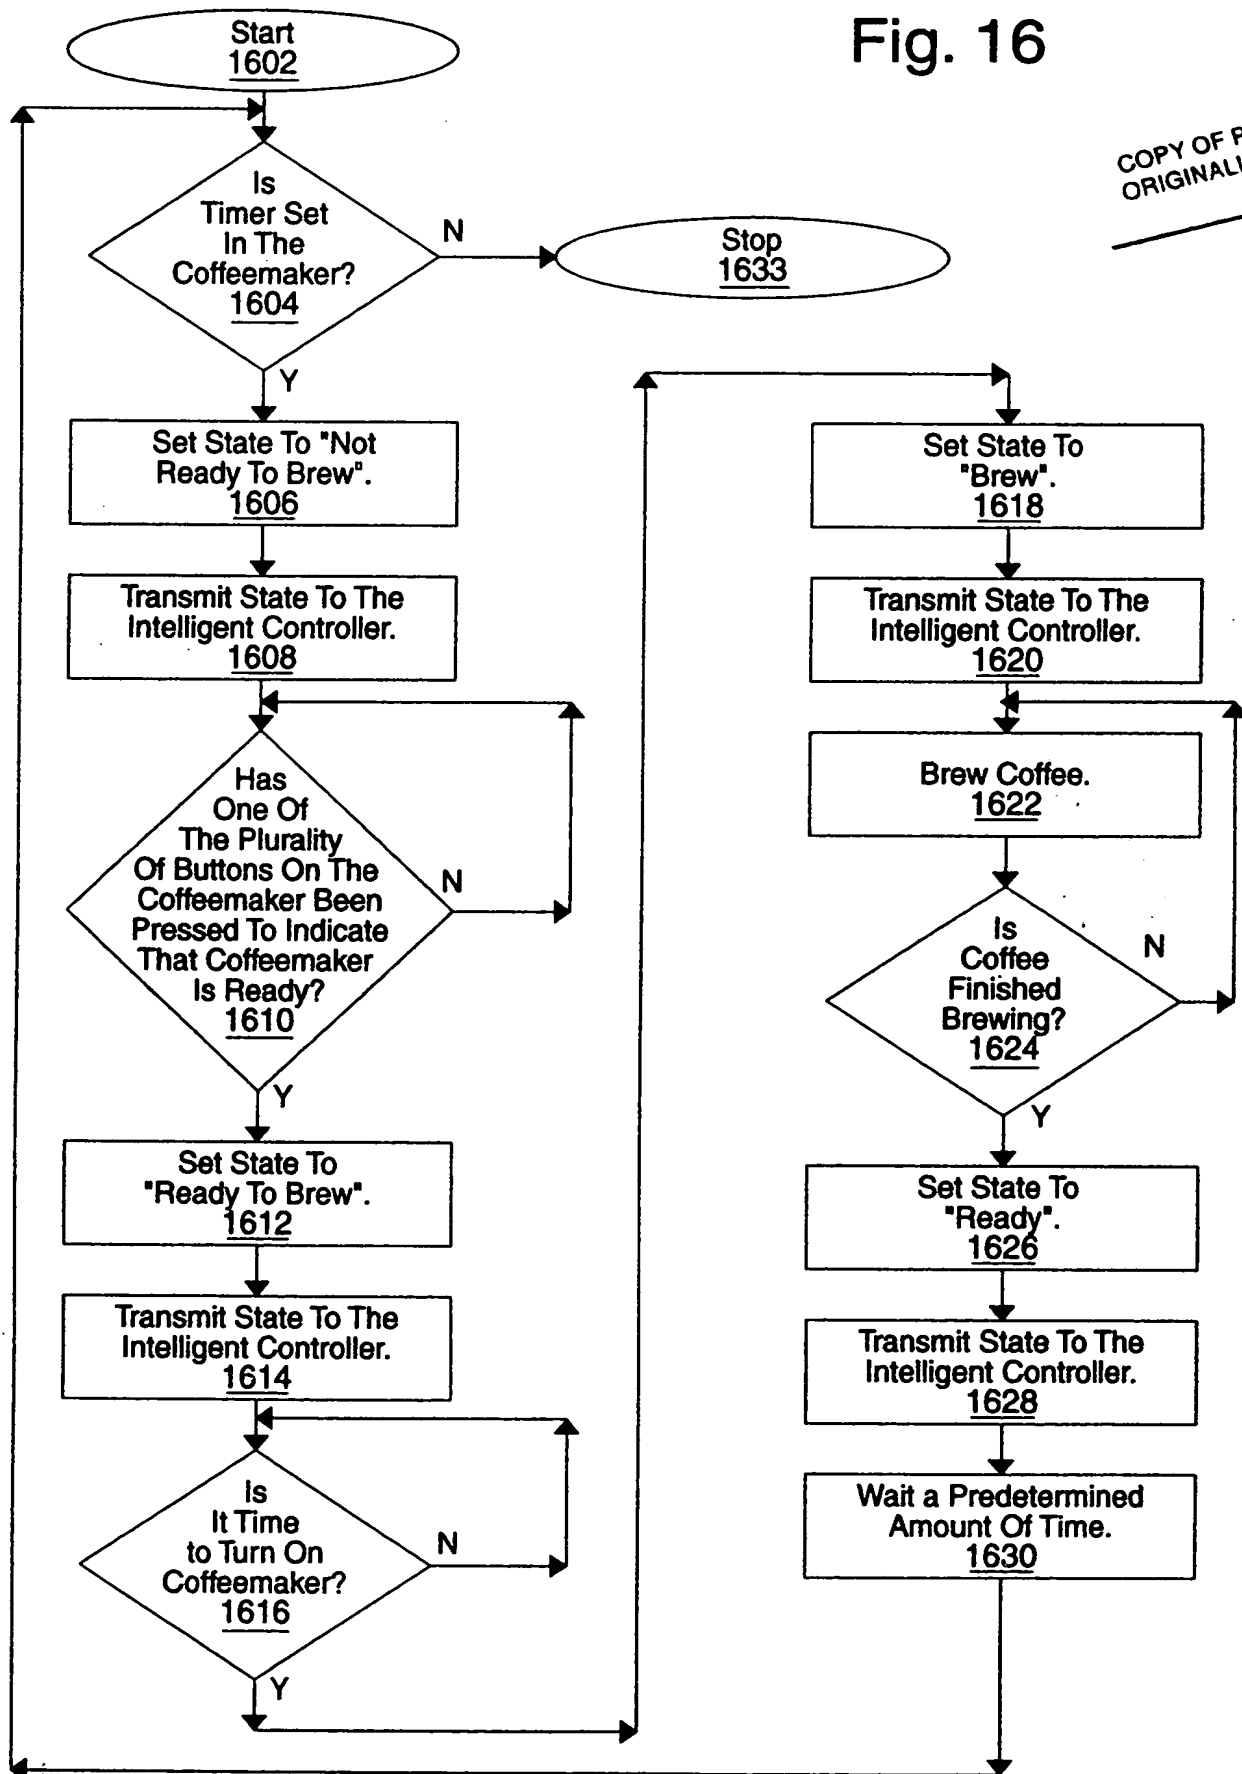 Fig. 16
COPY OF
ORIGINALL
Start
1602
Is
Timer Set
In The
Coffeemaker?
1604
N
Stop
1633
Y
Set State To "Not
Ready To Brew".
1606
Transmit State To The
Intelligent Controller.
1608
Has
One Of
The Plurality
Of Buttons On The
Coffeemaker Been
Pressed To Indicate
That Coffeemaker
Is Ready?
1610
N
Y
Set State To
"Ready To Brew".
1612
Transmit State To The
Intelligent Controller.
1614
Is
It Time
to Turn On
Coffeemaker?
1616
N
Y
Set State To
"Brew".
1618
Transmit State To The
Intelligent Controller.
1620
Brew Coffee.
1622
Is
Coffee
Finished
Brewing?
1624
N
Y
Set State To
"Ready".
1626
Transmit State To The
Intelligent Controller.
1628
Wait a Predetermined
Amount Of Time.
1630